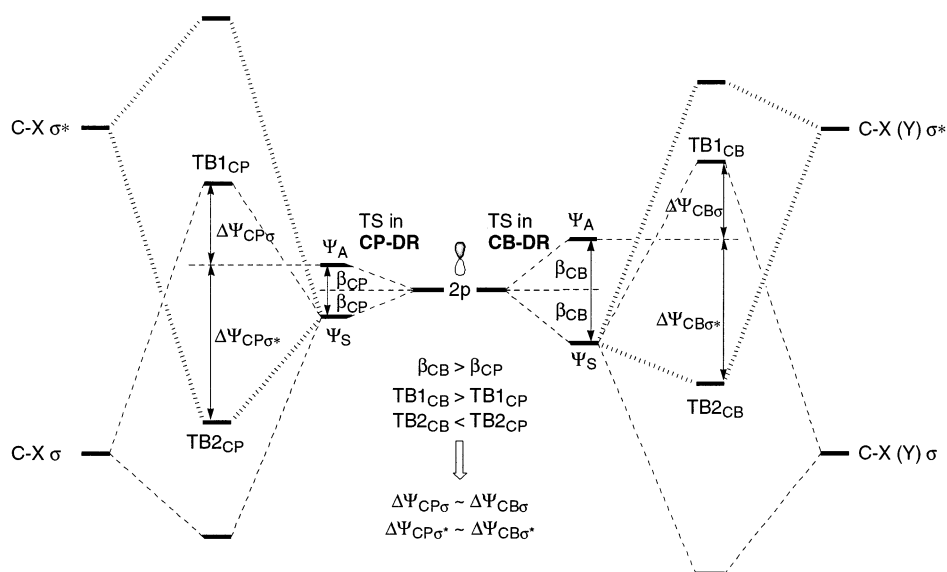 C-X σ*
C-X (Y) σ*
TB1CB
TB1CP
ΔΨCBσ
ΔΨCPσ
TS in
CP-DR
TS in
CB-DR
ΨA
ΨA
βCP
βCB
2p
βCP
βCB
ΔΨCPσ*
ΔΨCBσ*
ΨS
ΨS
βCB > βCP
TB1CB > TB1CP
TB2CB < TB2CP
TB2CB
TB2CP
C-X σ
C-X (Y) σ
ΔΨCPσ ~ ΔΨCBσ
ΔΨCPσ* ~ ΔΨCBσ*